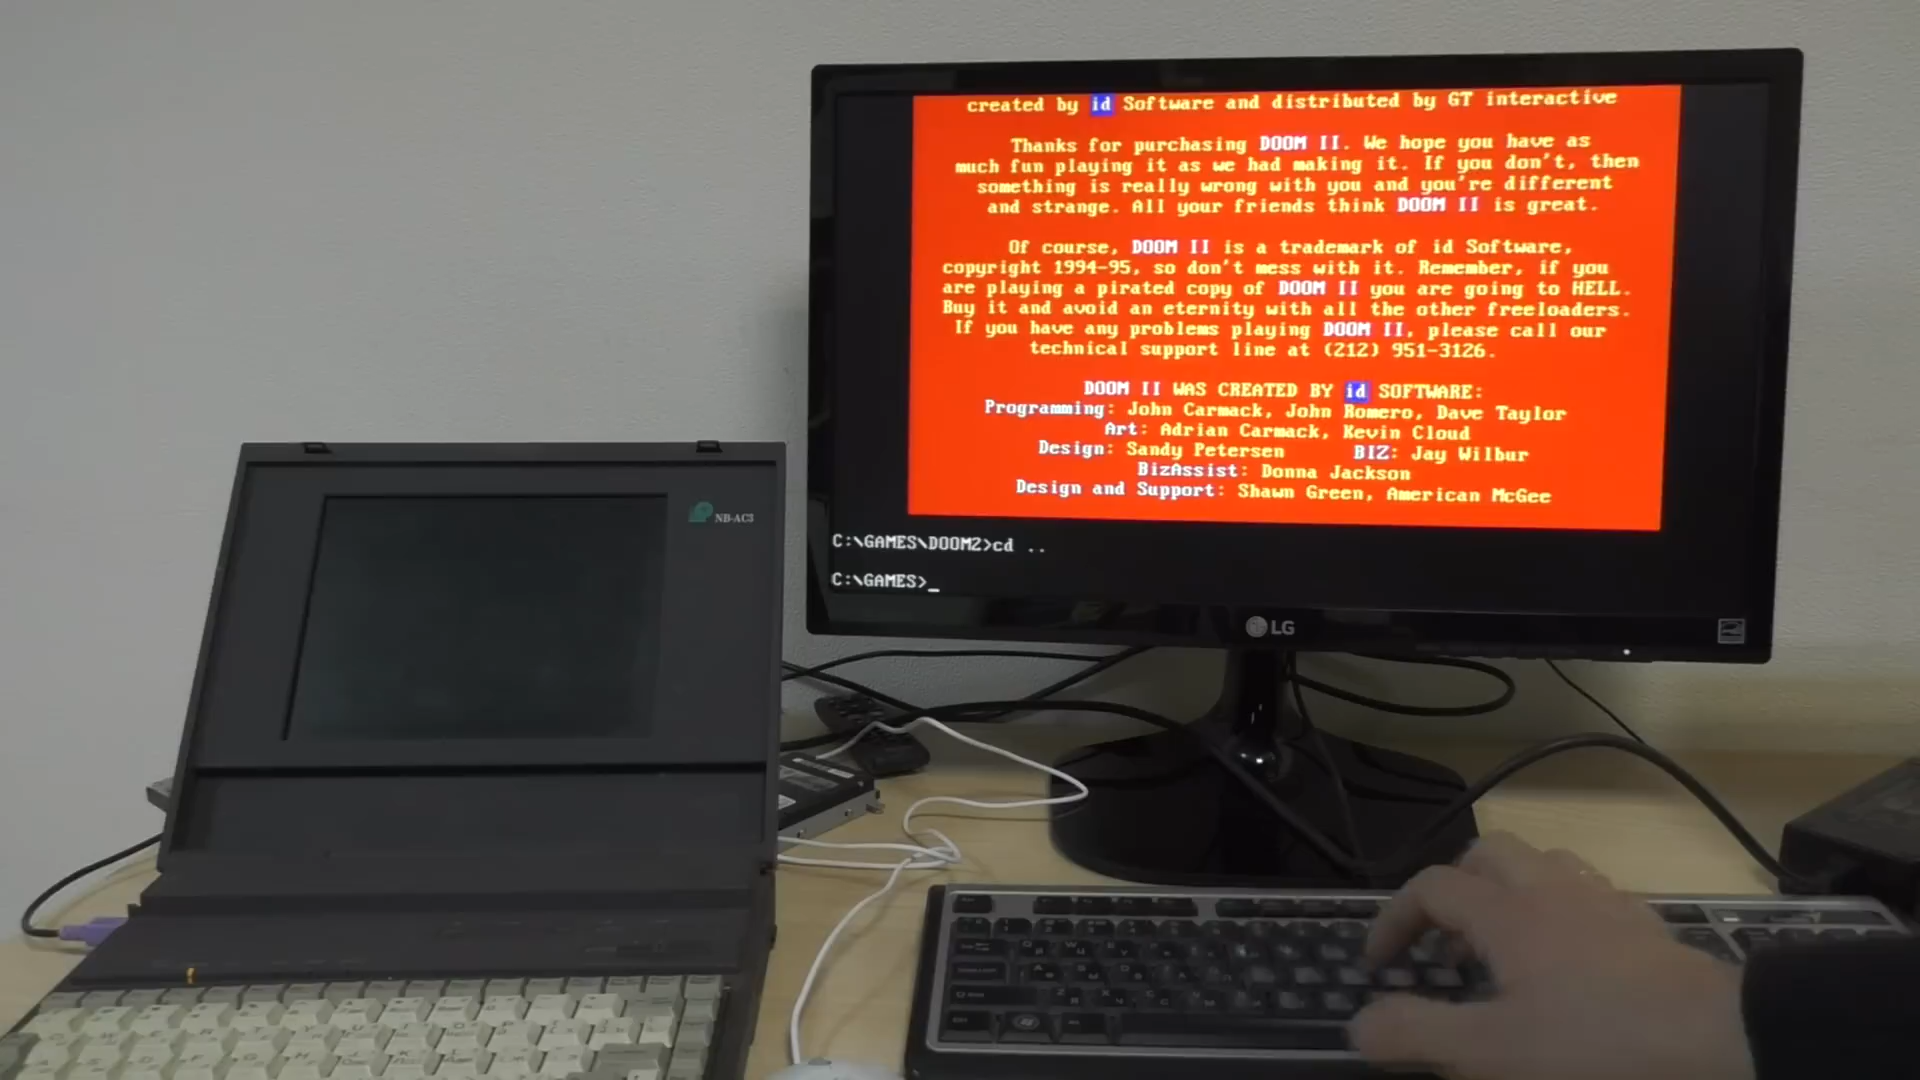 created by id Software and distributed by GT interactive
Thanks for purchasing DOOM II. We hope you have as
much fun playing it as we had making it. If you don't, then
something is really wrong with you and you're different
and strange. All your friends think DOOM II is great.
Of course, DOOM II is a trademark of id Software,
copyright 1994-95, so don't mess with it. Remember, if you
are playing a pirated copy of DOOM II you are going to HELL.
Buy it and avoid an eternity with all the other freeloaders.
If you have any problems playing DOOM II, please call our
technical support line at (212) 951-3126.
DOOM II WAS CREATED BY id SOFTWARE:
Programming: John Carmack, John Romero, Dave Taylor
Art: Adrian Carmack, Kevin Cloud
Design: Sandy Petersen BIZ: Jay Wilbur
BizAssist: Donna Jackson
Design and Support: Shawn Green, American McGee
C:\GAMES\DOOM2>cd ..
C:\GAMES>_
LG
NB-AC3